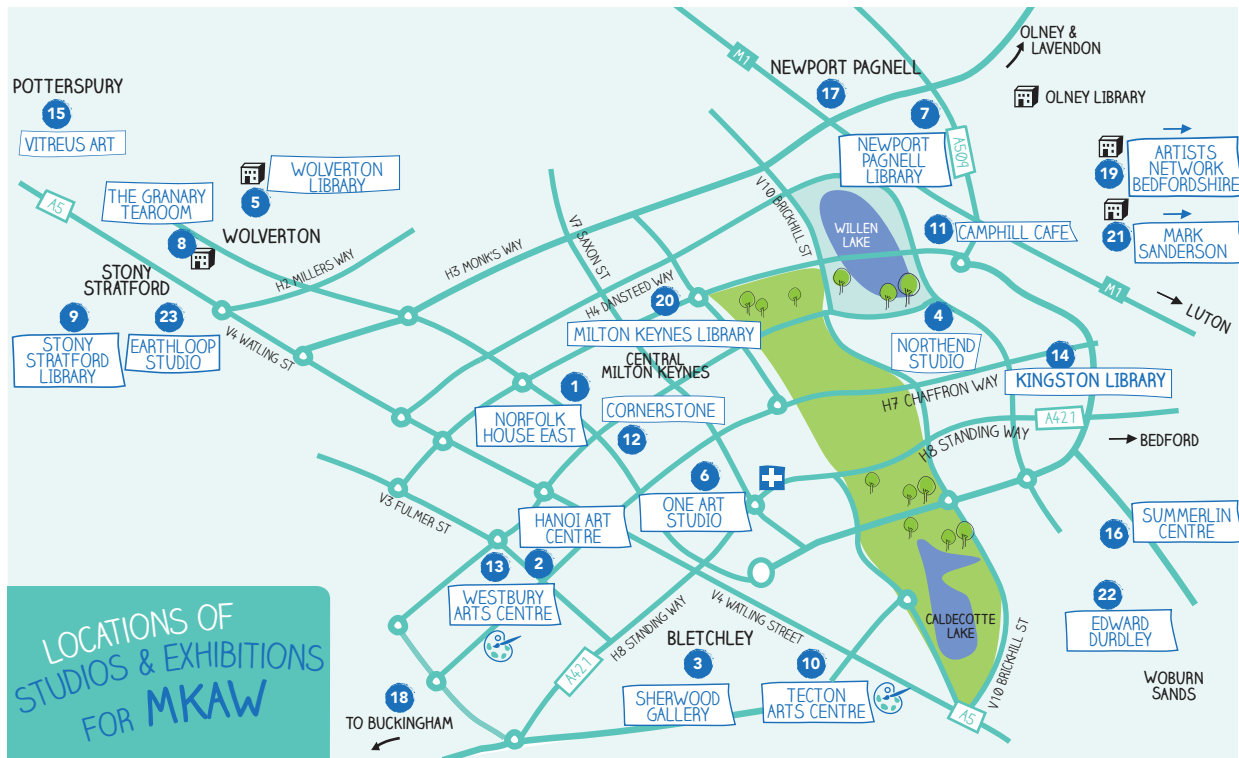 OLNEY &
LAVENDON
M1
POTTERSPURY
15
VITREUS ART
NEWPORT PAGNELL
17
OLNEY LIBRARY
7
NEWPORT
PAGNELL
LIBRARY
A509
19
ARTISTS
NETWORK
BEDFORDSHIRE
WOLVERTON
LIBRARY
5
THE GRANARY
TEAROOM
8
WOLVERTON
A5
V10 BRICKHILL ST
V7 SAXON ST
WILLEN
LAKE
11
CAMPHILL CAFE
21
MARK
SANDERSON
H2 MILLERS WAY
H3 MONKS WAY
STONY
STRATFORD
H4 DANSTEED WAY
M1
LUTON
9
STONY
STRATFORD
LIBRARY
23
EARTHLOOP
STUDIO
V4 WATLING ST
20
MILTON KEYNES LIBRARY
CENTRAL
MILTON KEYNES
4
NORTHEND
STUDIO
14
KINGSTON LIBRARY
1
NORFOLK
HOUSE EAST
CORNERSTONE
12
H7 CHAFFRON WAY
H8 STANDING WAY
A421
BEDFORD
6
ONE ART
STUDIO
V3 FULMER ST
HANOI ART
CENTRE
2
13
WESTBURY
ARTS CENTRE
SUMMERLIN
CENTRE
16
V4 WATLING STREET
H8 STANDING WAY
A421
22
EDWARD
DURDLEY
CALDECOTTE
LAKE
BLETCHLEY
3
SHERWOOD
GALLERY
10
TECTON
ARTS CENTRE
V10 BRICKHILL ST
A5
WOBURN
SANDS
18
TO BUCKINGHAM
LOCATIONS OF
STUDIOS & EXHIBITIONS
FOR MKAW